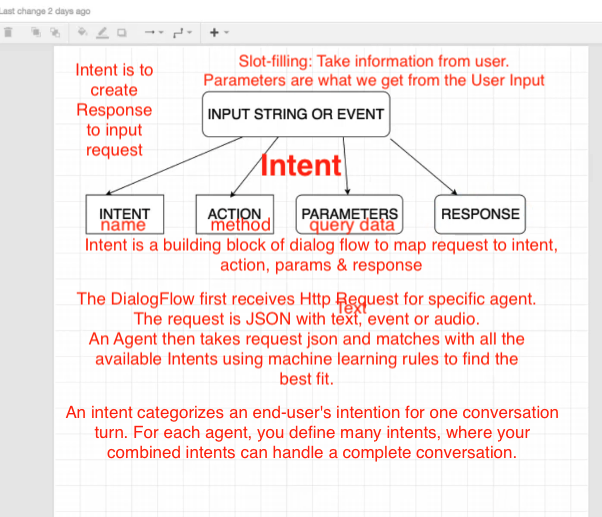 Last change 2 days ago
Slot-filling: Take information from user.
Parameters are what we get from the User Input
Intent is to
create
Response
to input
request
INPUT STRING OR EVENT
Intent
INTENT
name
ACTION
method
PARAMETERS
query data
RESPONSE
Intent is a building block of dialog flow to map request to intent,
action, params & response
The DialogFlow first receives Http Request for specific agent.
Text
The request is JSON with text, event or audio.
An Agent then takes request json and matches with all the
available Intents using machine learning rules to find the
best fit.
An intent categorizes an end-user's intention for one conversation
turn. For each agent, you define many intents, where your
combined intents can handle a complete conversation.